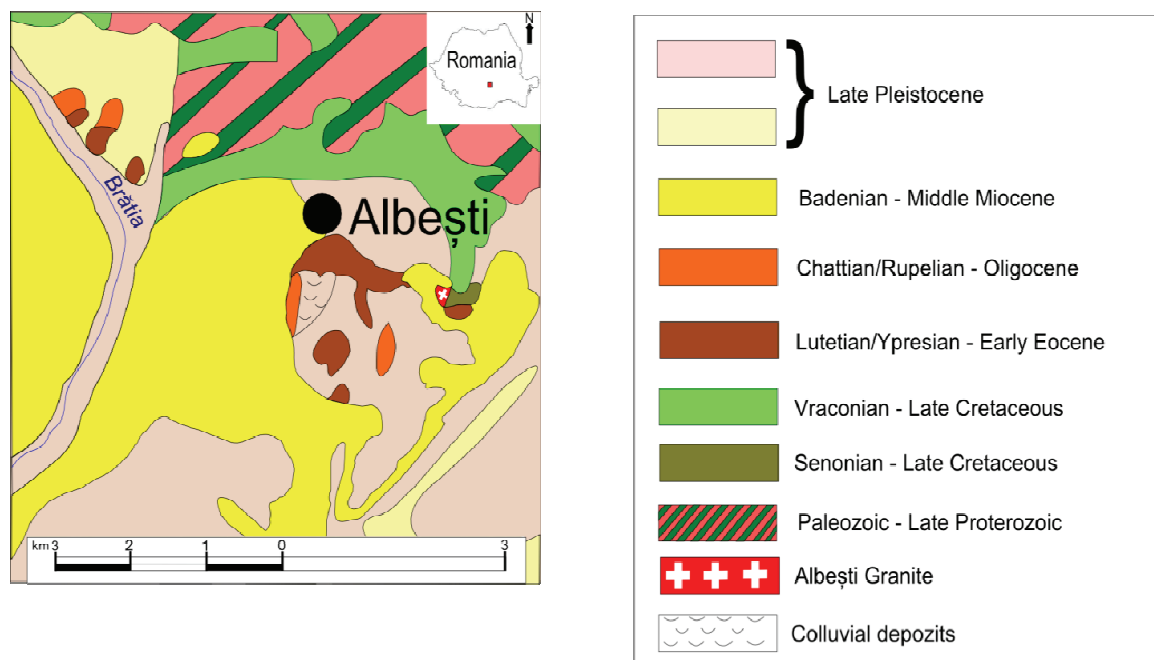 N
Romania
Brătia
Albești
km 3 2 1 0 3
Late Pleistocene
Badenian - Middle Miocene
Chattian/Rupelian - Oligocene
Lutetian/Ypresian - Early Eocene
Vraconian - Late Cretaceous
Senonian - Late Cretaceous
Paleozoic - Late Proterozoic
Albești Granite
Colluvial depozits